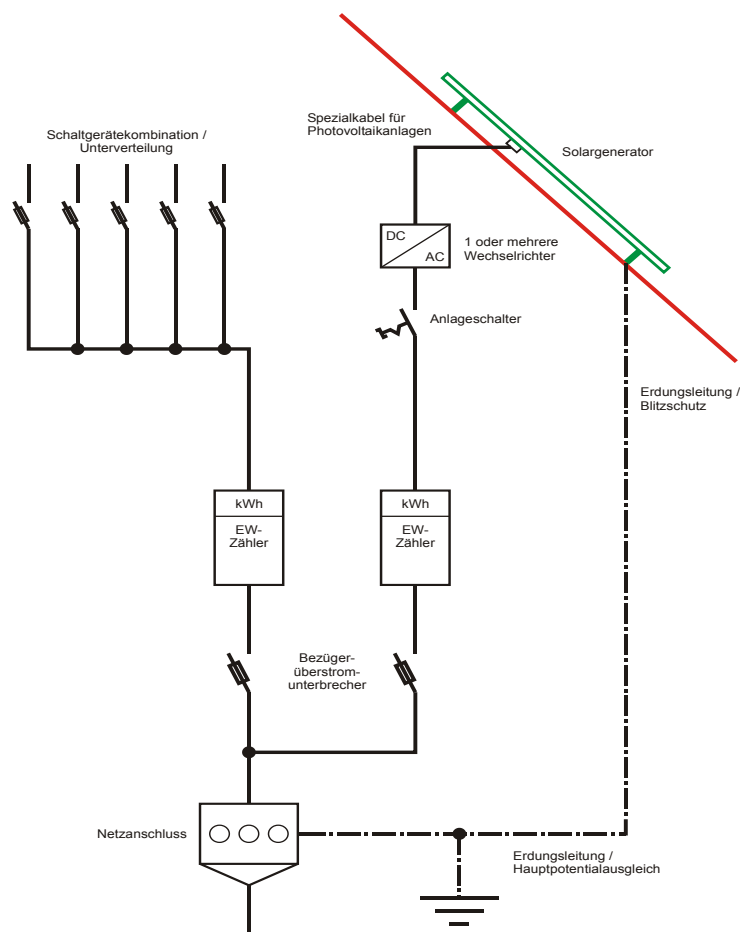 Schaltgerätekombination /
Unterverteilung
Spezialkabel für
Photovoltaikanlagen
Solargenerator
DC
AC
1 oder mehrere
Wechselrichter
Anlageschalter
Erdungsleitung /
Blitzschutz
kWh
EW-
Zähler
kWh
EW-
Zähler
Bezüger-
überstrom-
unterbrecher
Netzanschluss
Erdungsleitung /
Hauptpotentialausgleich